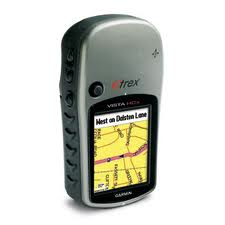 etrex
VISTA HCx
West on Dalston Lane
GARMIN